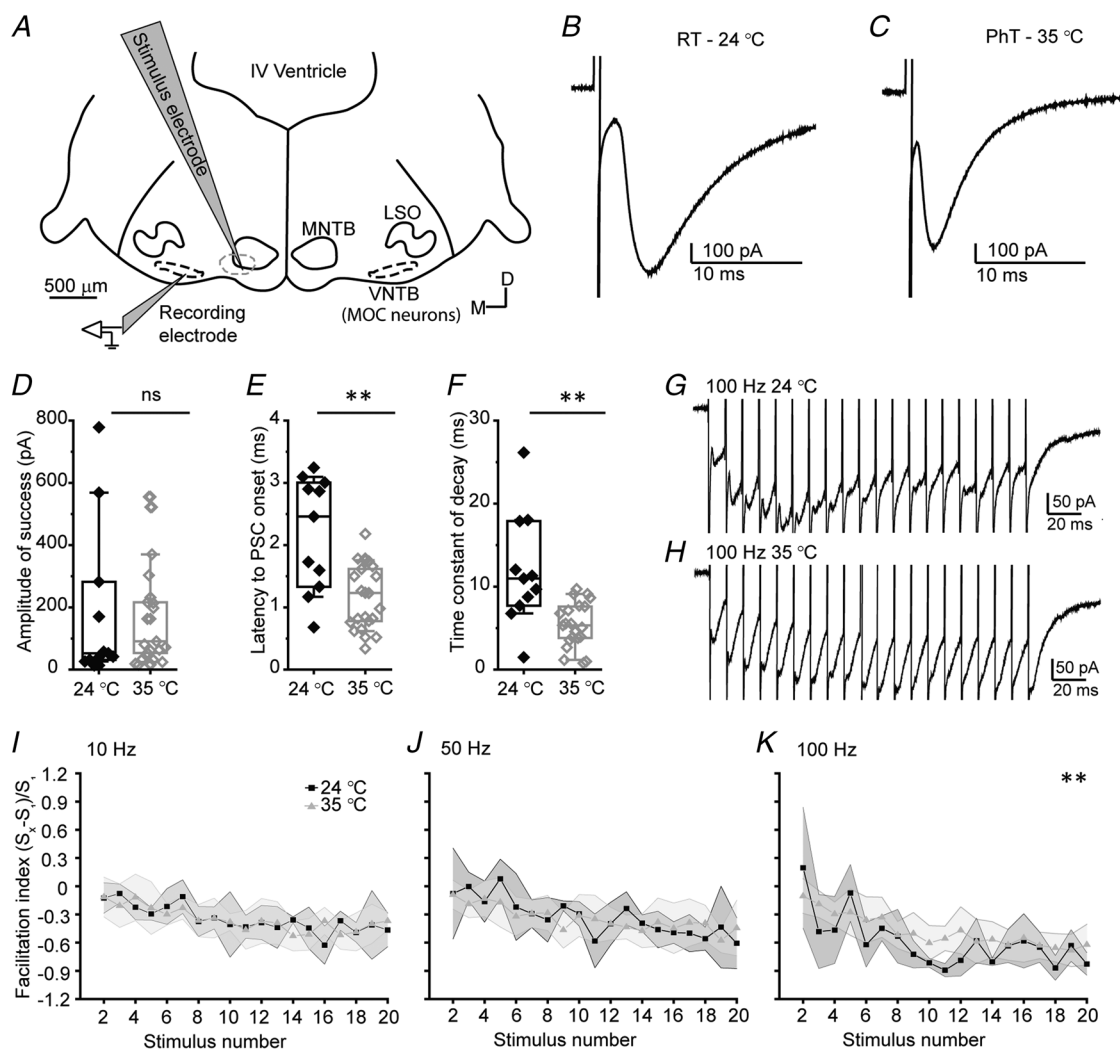 A
Stimulus electrode
IV Ventricle
LSO
MNTB
VNTB
(MOC neurons)
D
M
500 μm
Recording
electrode
B
RT - 24 °C
100 pA
10 ms
C
PhT - 35 °C
100 pA
10 ms
D
ns
Amplitude of success (pA)
800
600
400
200
0
24 °C
35 °C
E
**
Latency to PSC onset (ms)
4
3
2
1
0
24 °C
35 °C
F
**
Time constant of decay (ms)
30
20
10
0
24 °C
35 °C
G
100 Hz 24 °C
50 pA
20 ms
H
100 Hz 35 °C
50 pA
20 ms
I
10 Hz
24 °C
35 °C
Facilitation index (Sx-S1)/S1
1.2
0.9
0.6
0.3
0
-0.3
-0.6
-0.9
-1.2
2 4 6 8 10 12 14 16 18 20
Stimulus number
J
50 Hz
2 4 6 8 10 12 14 16 18 20
Stimulus number
K
100 Hz
**
2 4 6 8 10 12 14 16 18 20
Stimulus number